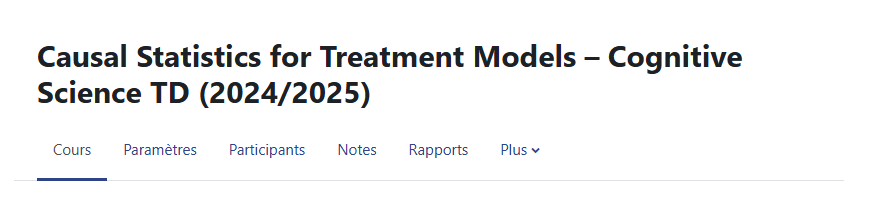 Causal Statistics for Treatment Models – Cognitive
Science TD (2024/2025)
Cours Paramètres Participants Notes Rapports Plus